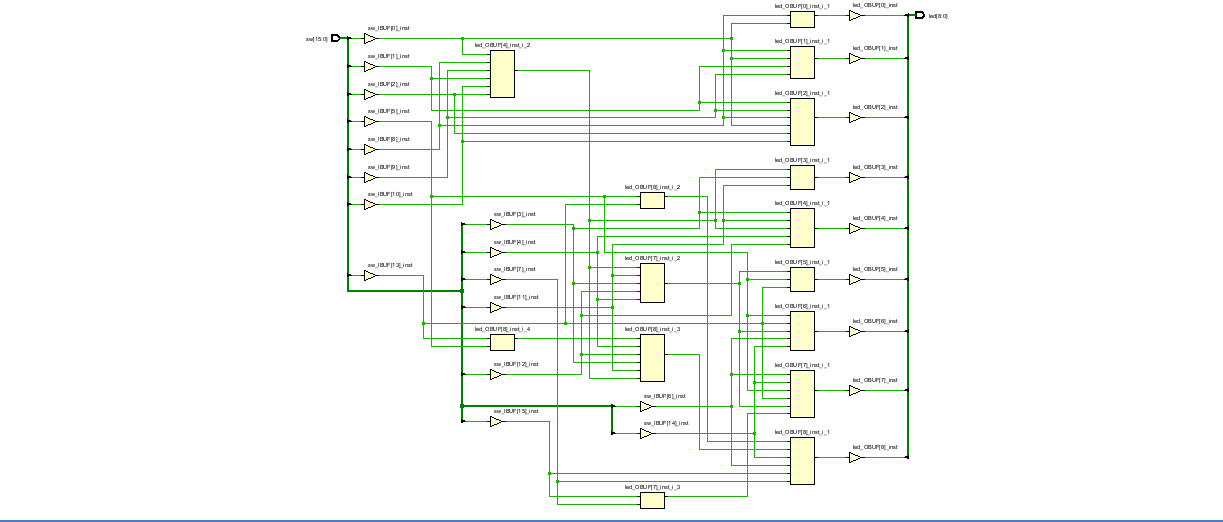 led_OBUF[0]_inst_i_1
led_OBUF[0]_inst
sw[15:0]
led[8:0]
sw_IBUF[0]_inst
led_OBUF[4]_inst_i_2
led_OBUF[1]_inst_i_1
led_OBUF[1]_inst
sw_IBUF[1]_inst
sw_IBUF[2]_inst
led_OBUF[2]_inst_i_1
led_OBUF[2]_inst
sw_IBUF[5]_inst
sw_IBUF[8]_inst
sw_IBUF[9]_inst
led_OBUF[3]_inst_i_1
led_OBUF[3]_inst
sw_IBUF[10]_inst
led_OBUF[8]_inst_i_2
led_OBUF[4]_inst_i_1
led_OBUF[4]_inst
sw_IBUF[3]_inst
sw_IBUF[4]_inst
sw_IBUF[13]_inst
sw_IBUF[7]_inst
led_OBUF[7]_inst_i_2
led_OBUF[5]_inst_i_1
led_OBUF[5]_inst
sw_IBUF[11]_inst
led_OBUF[6]_inst_i_1
led_OBUF[6]_inst
led_OBUF[8]_inst_i_4
led_OBUF[8]_inst_i_3
sw_IBUF[12]_inst
led_OBUF[7]_inst_i_1
led_OBUF[7]_inst
sw_IBUF[6]_inst
sw_IBUF[15]_inst
sw_IBUF[14]_inst
led_OBUF[8]_inst_i_1
led_OBUF[8]_inst
led_OBUF[7]_inst_i_3